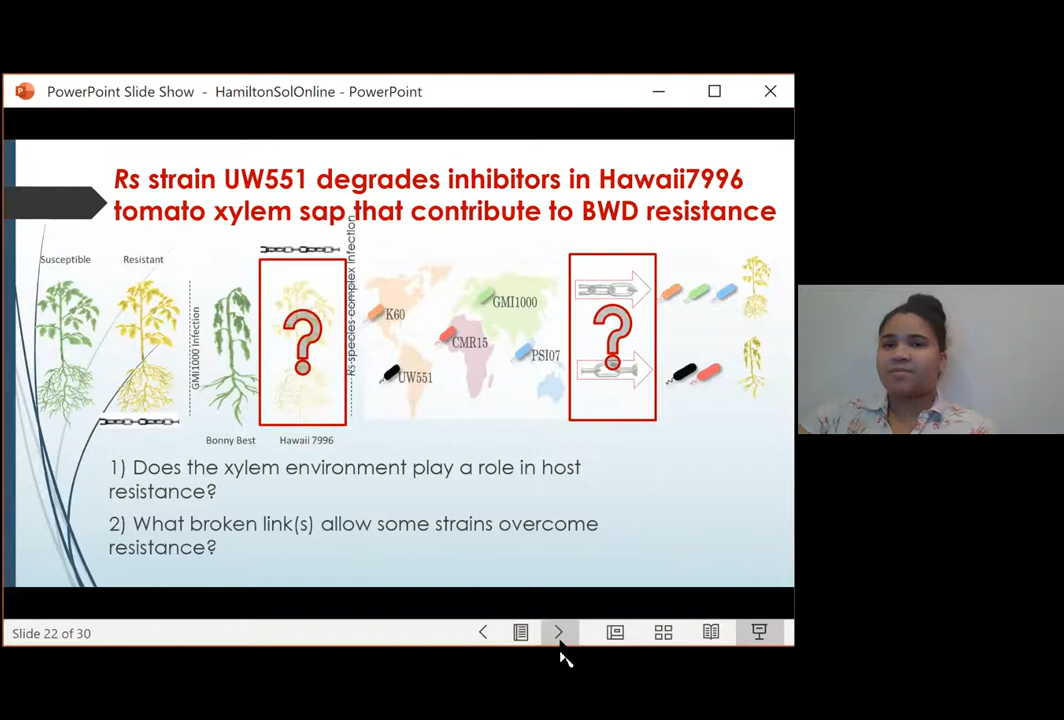 PowerPoint Slide Show - HamiltonSolOnline - PowerPoint
Rs strain UW551 degrades inhibitors in Hawaii7996
tomato xylem sap that contribute to BWD resistance
Susceptible
Resistant
GMI1000 Infection
Bonny Best
Hawaii 7996
Rs-species-complex Infection
K60
GMI1000
CMR15
PSI07
UW551
1) Does the xylem environment play a role in host
resistance?
2) What broken link(s) allow some strains overcome
resistance?
Slide 22 of 30